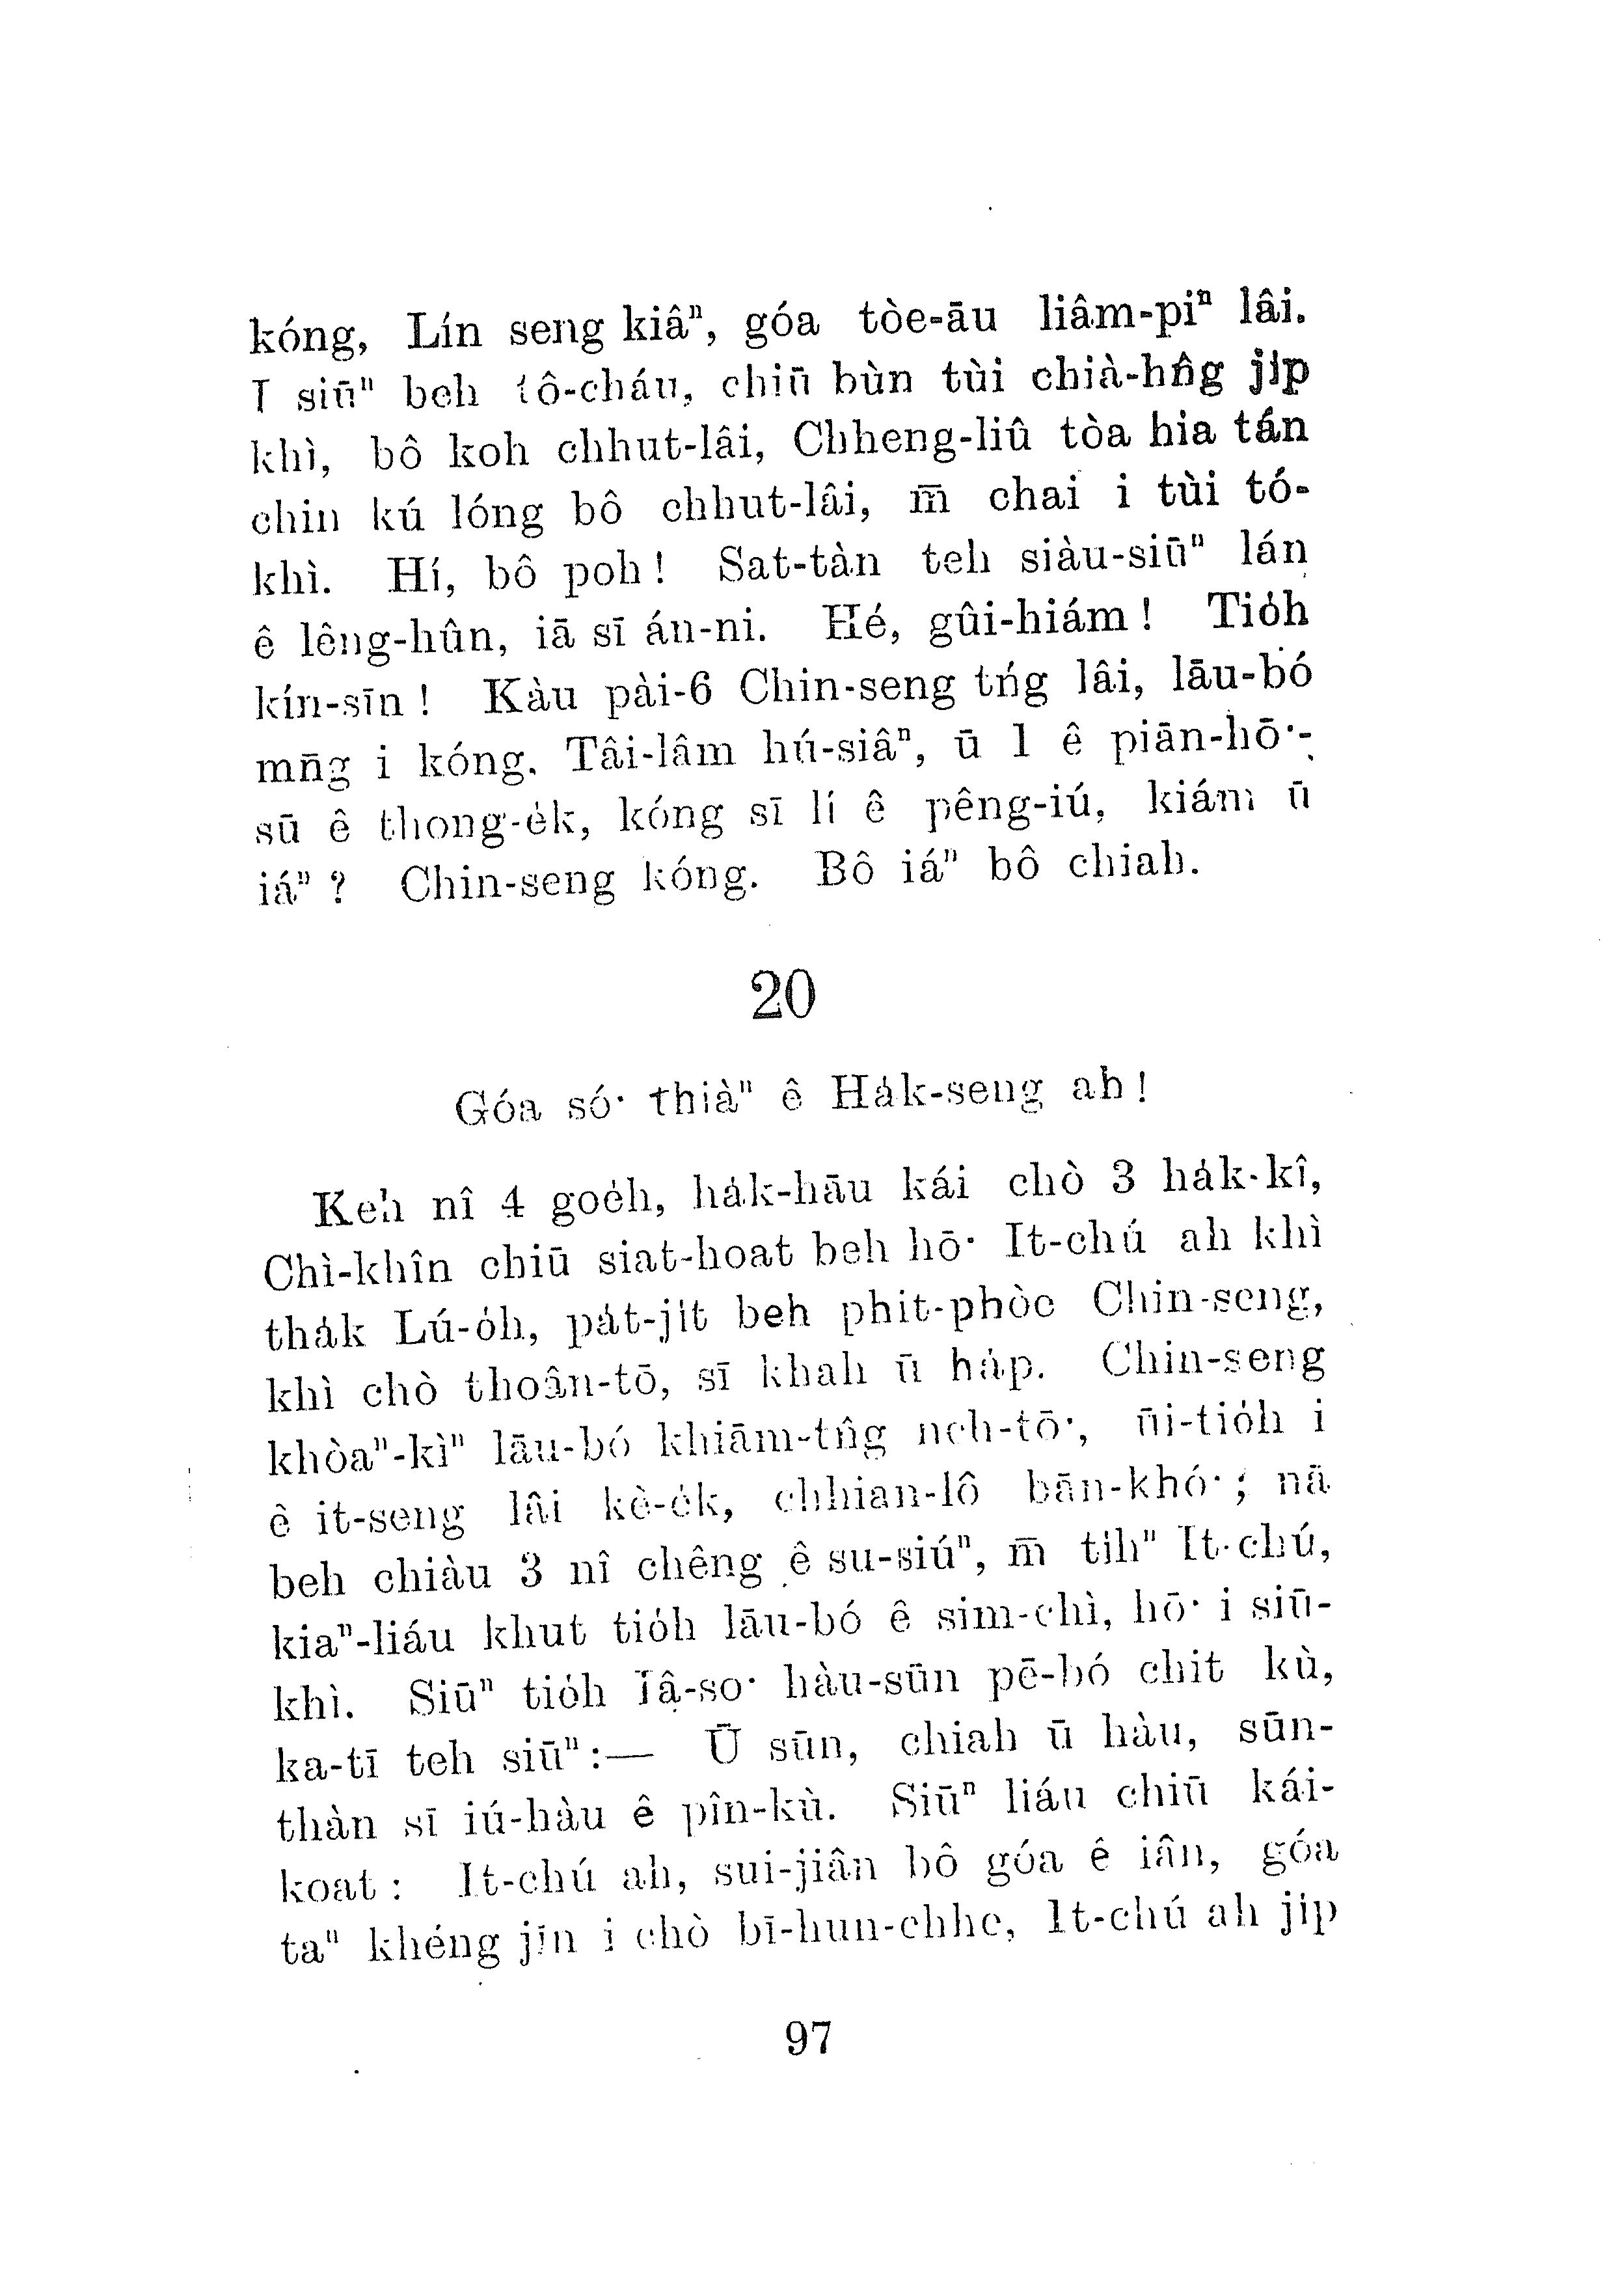 kóng, Lín seng kiâⁿ, góa tòe-āu liâm-piⁿ lâi.
I siūⁿ beh tô-cháu, chiū bùn tùi chià-hn̂g ji̍p
khì, bô koh chhut-lâi, Chheng-liû tòa hia tán
chin kú lóng bô chhut-lâi, m̄ chai i tùi tó-
khì. Hí, bô poh! Sat-tàn teh siàu-siūⁿ lán
ê lêng-hûn, iā sī án-ni. Hé, gûi-hiám! Tio̍h
kín-sīn! Kàu pài-6 Chin-seng tńg lâi, lāu-bó
mn̄g i kóng. Tâi-lâm hú-siâⁿ, ū 1 ê piān-hō͘-
sū ê thong-e̍k, kóng sī lí ê pêng-iú, kiám ū
iáⁿ? Chin-seng kóng. Bô iáⁿ bô chiah.
20
Góa só͘ thiàⁿ ê Ha̍k-seng ah!
Keh nî 4 goe̍h, ha̍k-hāu kái chò 3 ha̍k-kî,
Chì-khîn chiū siat-hoat beh hō͘ It-chú ah khì
tha̍k Lú-o̍h, pa̍t-ji̍t beh phit-phòe Chin-seng,
khì chò thoân-tō, sī khah ū ha̍p. Chin-seng
khòaⁿ-kìⁿ lāu-bó khiām-tn̂g neh-tō͘, ūi-tio̍h i
ê it-seng lâi kè-e̍k, chhian-lô bān-khó͘; nā
beh chiàu 3 nî chêng ê su-siúⁿ, m̄ ti̍hⁿ It-chú,
kiaⁿ-liáu khut tio̍h lāu-bó ê sim-chì, hō͘ i siū-
khì. Siūⁿ tio̍h Iâ-so͘ hàu-sūn pē-bó chit kù,
ka-tī teh siūⁿ:— Ū sūn, chiah ū hàu, sūn-
thàn sī iú-hàu ê pîn-kù. Siūⁿ liáu chiū kái-
koat: It-chú ah, sui-jiân bô góa ê iân, góa
taⁿ khéng jīn i chò bī-hun-chhe, It-chú ah ji̍p
97